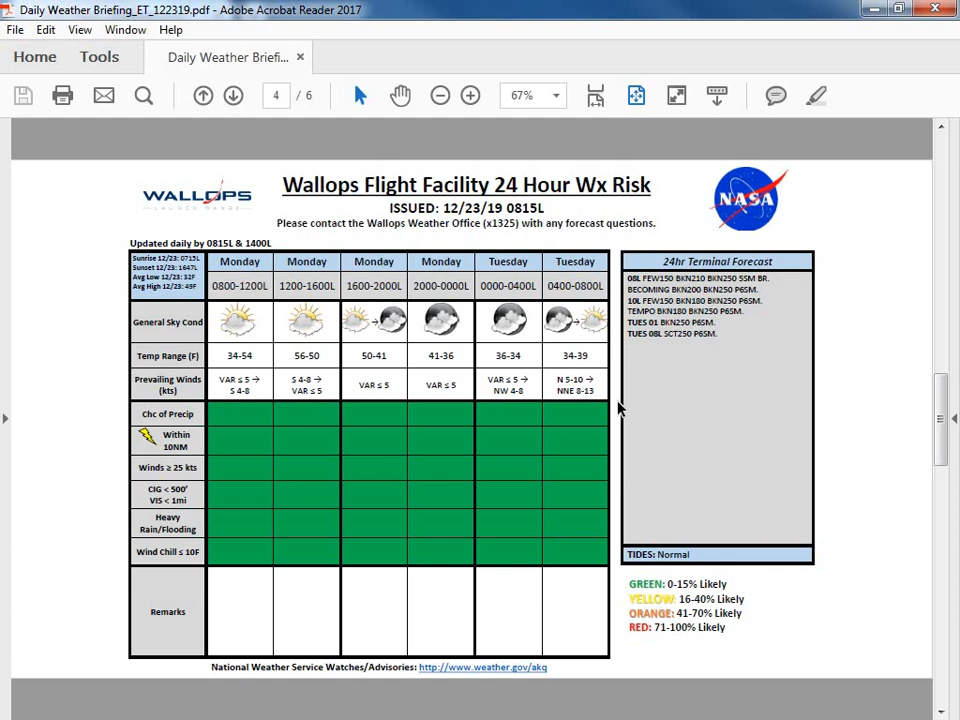 Daily Weather Briefing_ET_122319.pdf - Adobe Acrobat Reader 2017
File Edit View Window Help
Home Tools Daily Weather Briefi... ×
4 / 6 67%
WALLOPS
Wallops Flight Facility 24 Hour Wx Risk
NASA
ISSUED: 12/23/19 0815L
Please contact the Wallops Weather Office (x1325) with any forecast questions.
Updated daily by 0815L & 1400L
Sunrise 12/23: 0715L
Sunset 12/23: 1647L
Avg Low 12/23: 32F
Avg High 12/23: 49F
Monday Monday Monday Monday Tuesday Tuesday
0800-1200L 1200-1600L 1600-2000L 2000-0000L 0000-0400L 0400-0800L
General Sky Cond
Temp Range (F) 34-54 56-50 50-41 41-36 36-34 34-39
Prevailing Winds (kts) VAR ≤ 5 → S 4-8 S 4-8 → VAR ≤ 5 VAR ≤ 5 VAR ≤ 5 VAR ≤ 5 → NW 4-8 N 5-10 → NNE 8-13
Chc of Precip
Within 10NM
Winds ≥ 25 kts
CIG < 500'
VIS < 1mi
Heavy
Rain/Flooding
Wind Chill ≤ 10F
Remarks
24hr Terminal Forecast
08L FEW150 BKN210 BKN250 5SM BR.
BECOMING BKN200 BKN250 P6SM.
10L FEW150 BKN180 BKN250 P6SM.
TEMPO BKN180 BKN250 P6SM.
TUES 01 BKN250 P6SM.
TUES 08L SCT250 P6SM.
TIDES: Normal
GREEN: 0-15% Likely
YELLOW: 16-40% Likely
ORANGE: 41-70% Likely
RED: 71-100% Likely
National Weather Service Watches/Advisories: http://www.weather.gov/akq